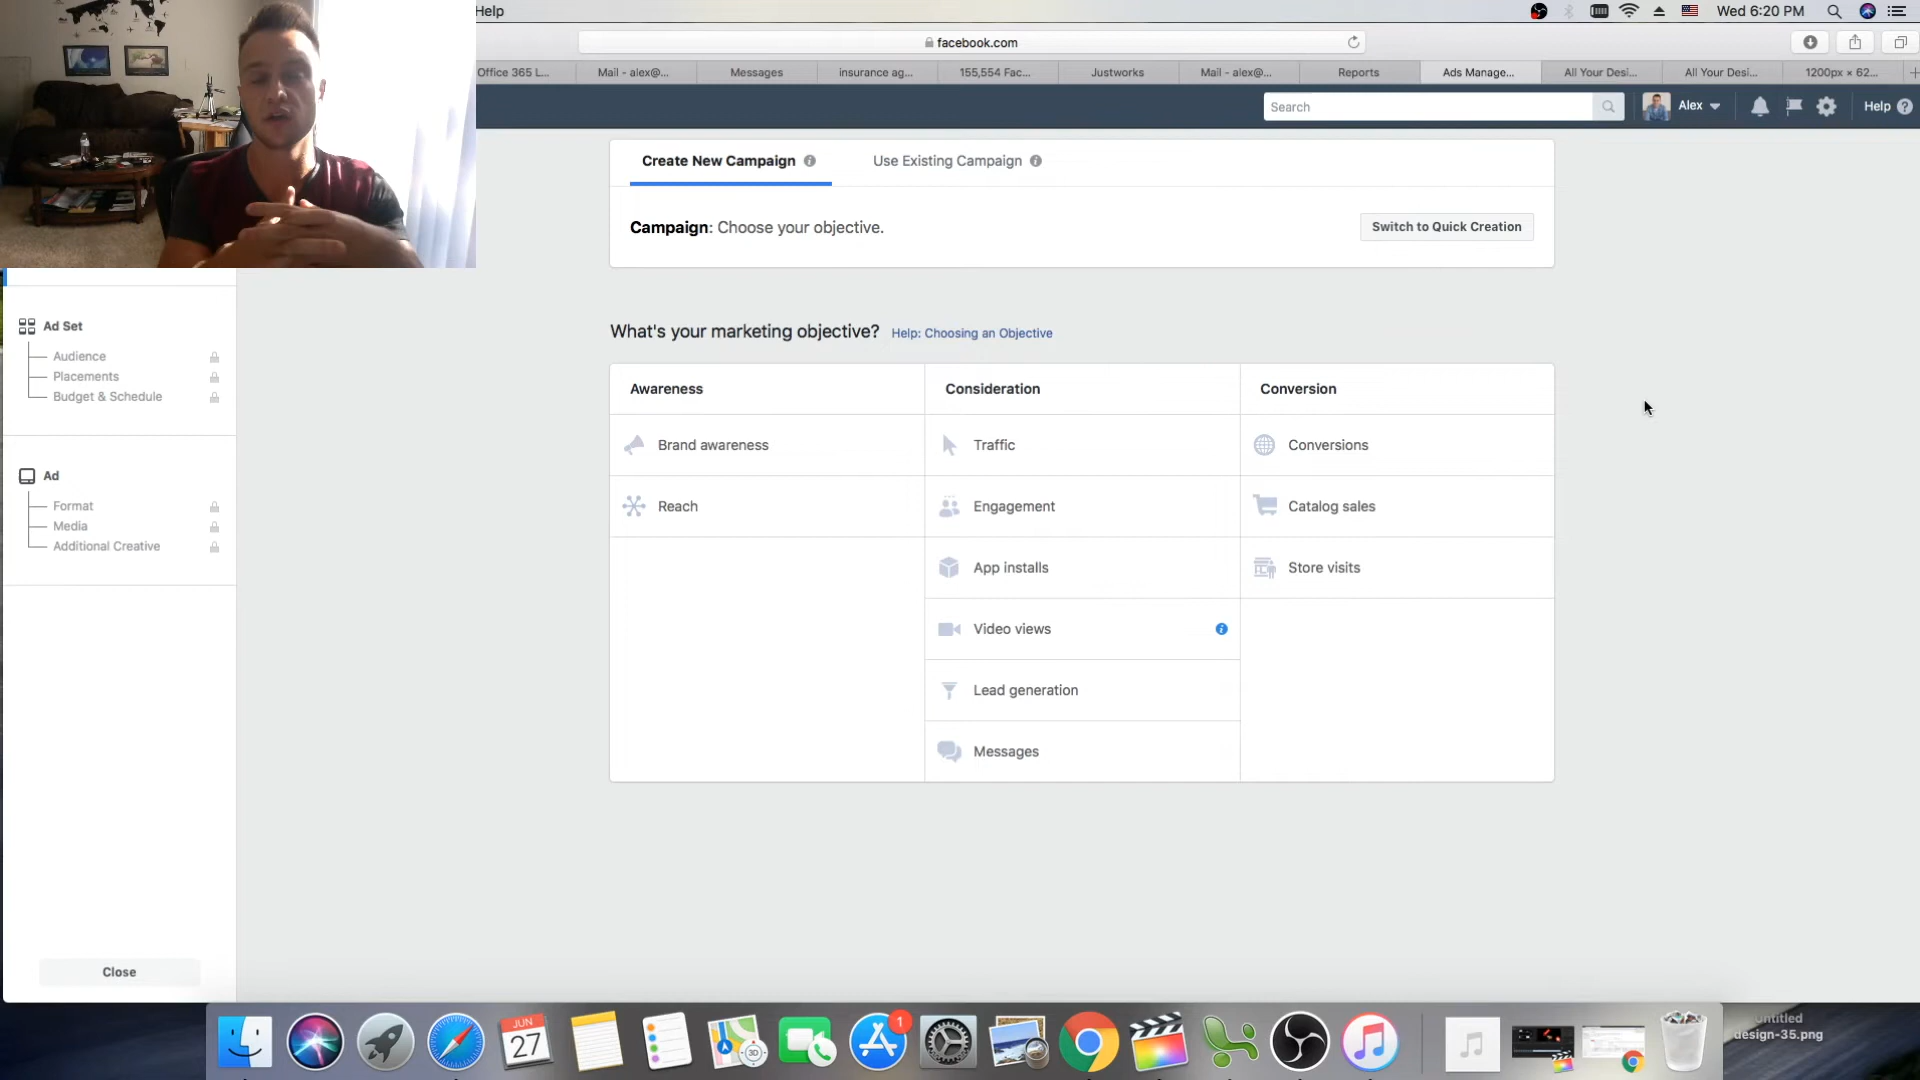 Help
Wed 6:20 PM
facebook.com
Office 365 L...
Mail - alex@...
Messages
insurance ag...
155,554 Fac...
Justworks
Mail - alex@...
Reports
Ads Manage...
All Your Desi...
All Your Desi...
1200px × 62...
Search
Alex
Help
Create New Campaign
Use Existing Campaign
Campaign: Choose your objective.
Switch to Quick Creation
Ad Set
Audience
Placements
Budget & Schedule
Ad
Format
Media
Additional Creative
Close
What's your marketing objective? Help: Choosing an Objective
Awareness
Consideration
Conversion
Brand awareness
Traffic
Conversions
Reach
Engagement
Catalog sales
App installs
Store visits
Video views
Lead generation
Messages
JUN
27
3D
1
Untitled
design-35.png